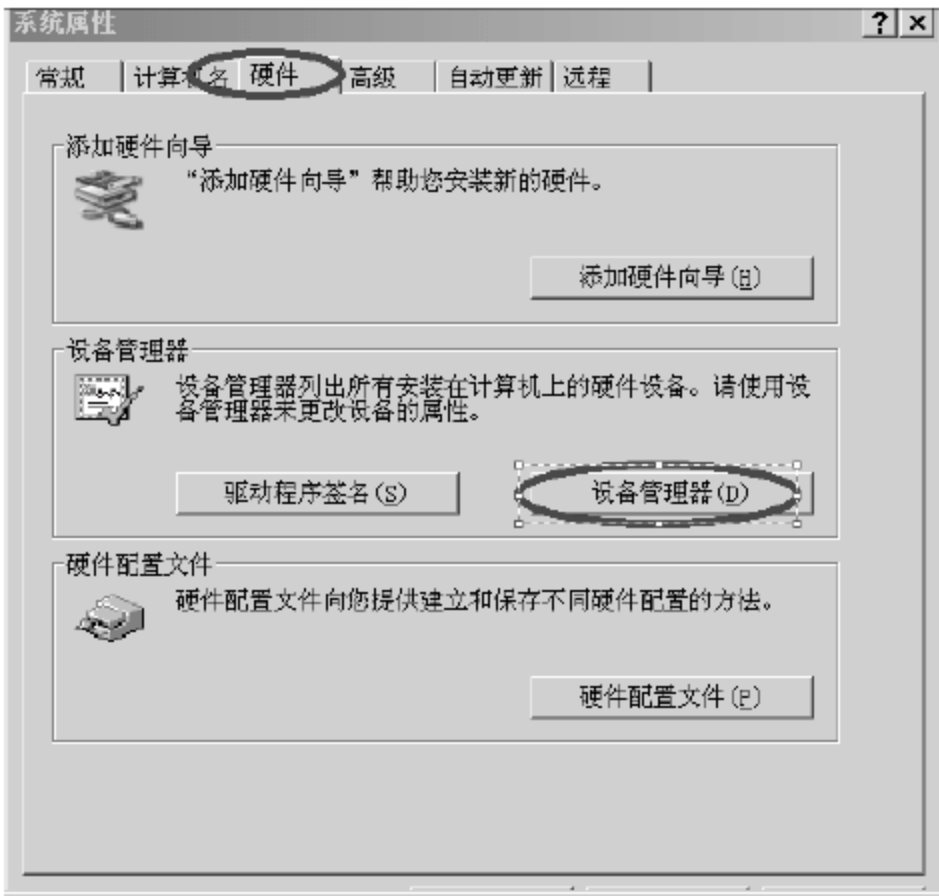 系统属性
? ×
常规 计算机名 硬件 高级 自动更新 远程
添加硬件向导
“添加硬件向导”帮助您安装新的硬件。
添加硬件向导(H)
设备管理器
设备管理器列出所有安装在计算机上的硬件设备。请使用设
备管理器来更改设备的属性。
驱动程序签名(S) 设备管理器(D)
硬件配置文件
硬件配置文件向您提供建立和保存不同硬件配置的方法。
硬件配置文件(P)